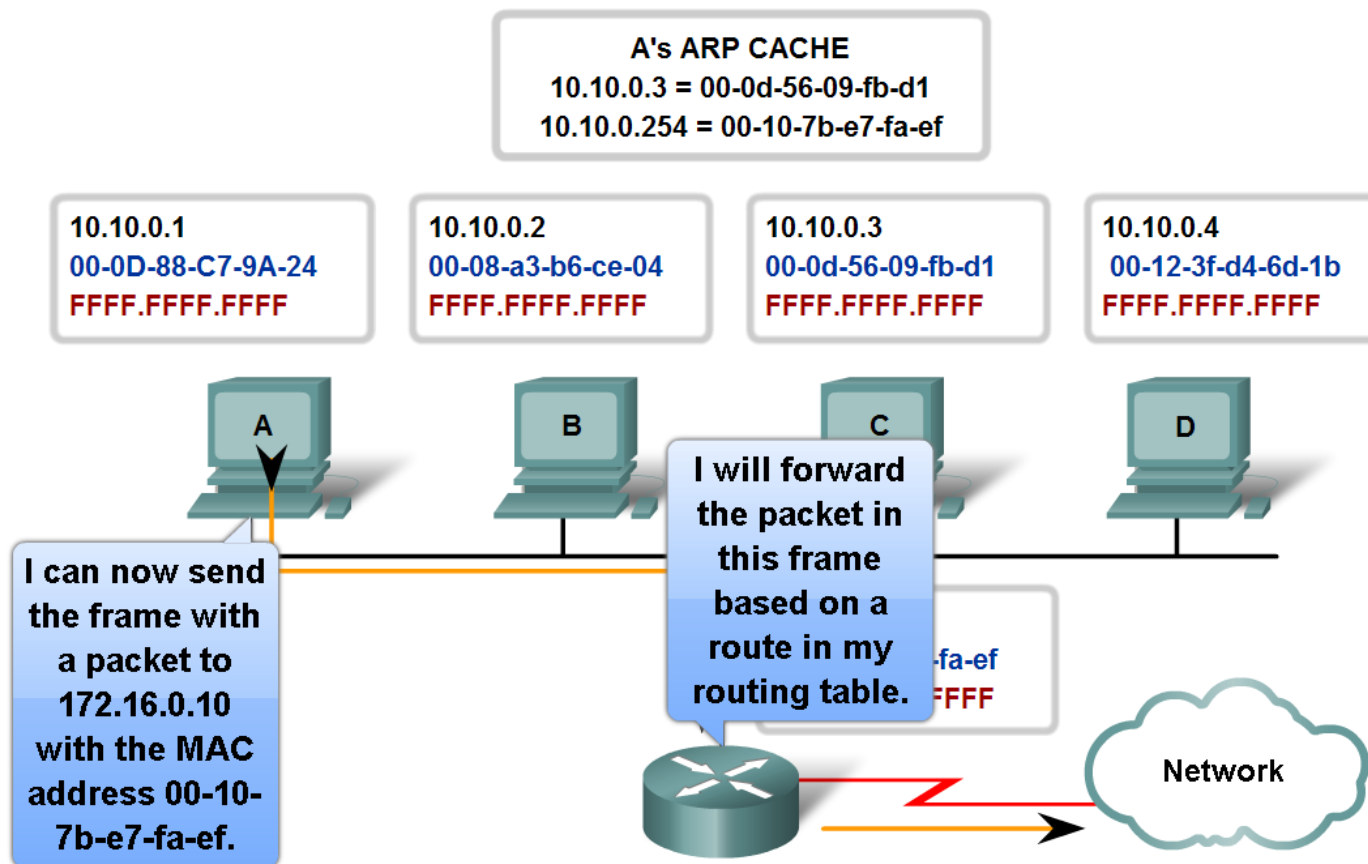 A's ARP CACHE
10.10.0.3 = 00-0d-56-09-fb-d1
10.10.0.254 = 00-10-7b-e7-fa-ef
10.10.0.1
00-0D-88-C7-9A-24
FFFF.FFFF.FFFF
10.10.0.2
00-08-a3-b6-ce-04
FFFF.FFFF.FFFF
10.10.0.3
00-0d-56-09-fb-d1
FFFF.FFFF.FFFF
10.10.0.4
00-12-3f-d4-6d-1b
FFFF.FFFF.FFFF
A
B
C
D
I can now send
the frame with
a packet to
172.16.0.10
with the MAC
address 00-10-
7b-e7-fa-ef.
I will forward
the packet in
this frame
based on a
route in my
routing table.
-fa-ef
FFFF
Network